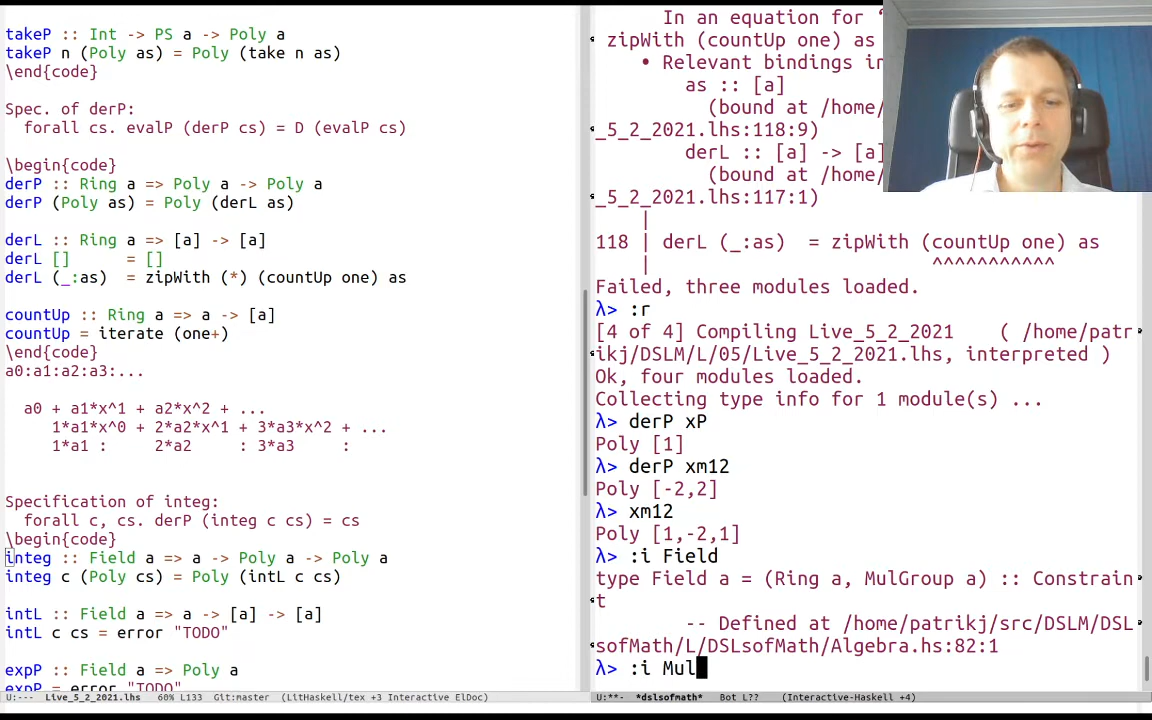 takeP :: Int -> PS a -> Poly a
takeP n (Poly as) = Poly (take n as)
\end{code}
Spec. of derP:
forall cs. evalP (derP cs) = D (evalP cs)
\begin{code}
derP :: Ring a => Poly a -> Poly a
derP (Poly as) = Poly (derL as)
derL :: Ring a => [a] -> [a]
derL [] = []
derL (_:as) = zipWith (*) (countUp one) as
countUp :: Ring a => a -> [a]
countUp = iterate (one+)
\end{code}
a0:a1:a2:a3:...
a0 + a1*x^1 + a2*x^2 + ...
1*a1*x^0 + 2*a2*x^1 + 3*a3*x^2 + ...
1*a1 : 2*a2 : 3*a3 :
Specification of integ:
forall c, cs. derP (integ c cs) = cs
\begin{code}
integ :: Field a => a -> Poly a -> Poly a
integ c (Poly cs) = Poly (intL c cs)
intL :: Field a => a -> [a] -> [a]
intL c cs = error "TODO"
expP :: Field a => Poly a
expP = error "TODO"
U:--- Live_5_2_2021.lhs 60% L133 Git:master (LitHaskell/tex +3 Interactive ElDoc)
In an equation for ‘
zipWith (countUp one) as
• Relevant bindings in
as :: [a]
(bound at /home/
_5_2_2021.lhs:118:9)
derL :: [a] -> [a]
(bound at /home/
_5_2_2021.lhs:117:1)
|
118 | derL (_:as) = zipWith (countUp one) as
| ^^^^^^^^^^^
Failed, three modules loaded.
λ> :r
[4 of 4] Compiling Live_5_2_2021 ( /home/patr
ikj/DSLM/L/05/Live_5_2_2021.lhs, interpreted )
Ok, four modules loaded.
Collecting type info for 1 module(s) ...
λ> derP xP
Poly [1]
λ> derP xm12
Poly [-2,2]
λ> xm12
Poly [1,-2,1]
λ> :i Field
type Field a = (Ring a, MulGroup a) :: Constrain
t
-- Defined at /home/patrikj/src/DSLM/DSL
sofMath/L/DSLsofMath/Algebra.hs:82:1
λ> :i Mul
U:**- *dslsofmath* Bot L?? (Interactive-Haskell +4)